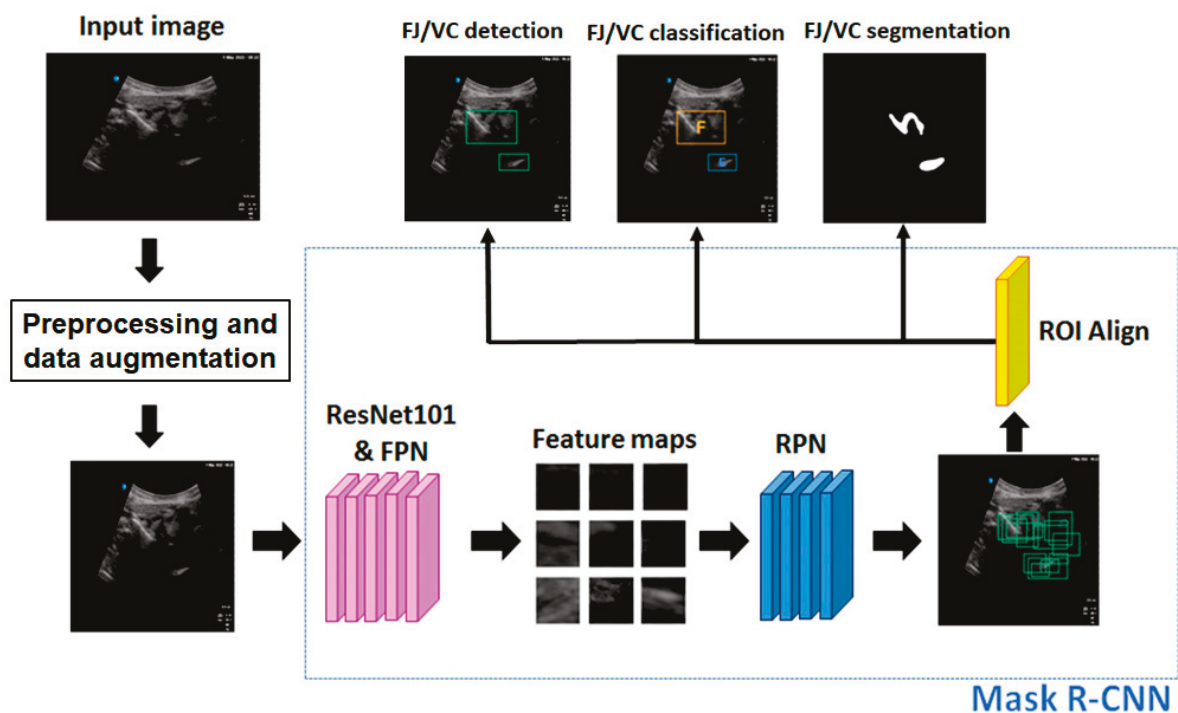 Input image
FJ/VC detection
FJ/VC classification
FJ/VC segmentation
F
Preprocessing and
data augmentation
ROI Align
ResNet101
& FPN
Feature maps
RPN
Mask R-CNN